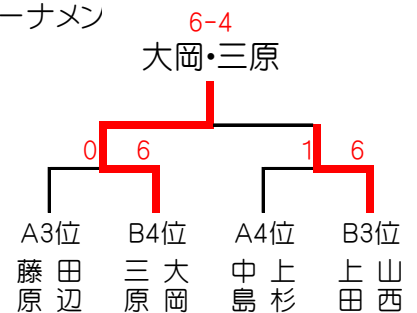 ーナメン
6-4
大岡・三原
0 6 1 6
A3位 B4位 A4位 B3位
藤 田 三 大 中 上 上 山
原 辺 原 岡 島 杉 田 西